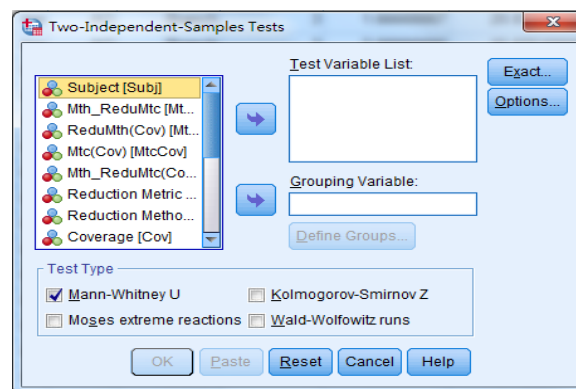 Two-Independent-Samples Tests
Test Variable List:
Subject [Subj]
Mth_ReduMtc [Mt...
ReduMth(Cov) [Mt...
Mtc(Cov) [MtcCov]
Mth_ReduMtc(Co...
Reduction Metric ...
Reduction Metho...
Coverage [Cov]
Exact...
Options...
Grouping Variable:
Define Groups...
Test Type
Mann-Whitney U
Kolmogorov-Smirnov Z
Moses extreme reactions
Wald-Wolfowitz runs
OK
Paste
Reset
Cancel
Help